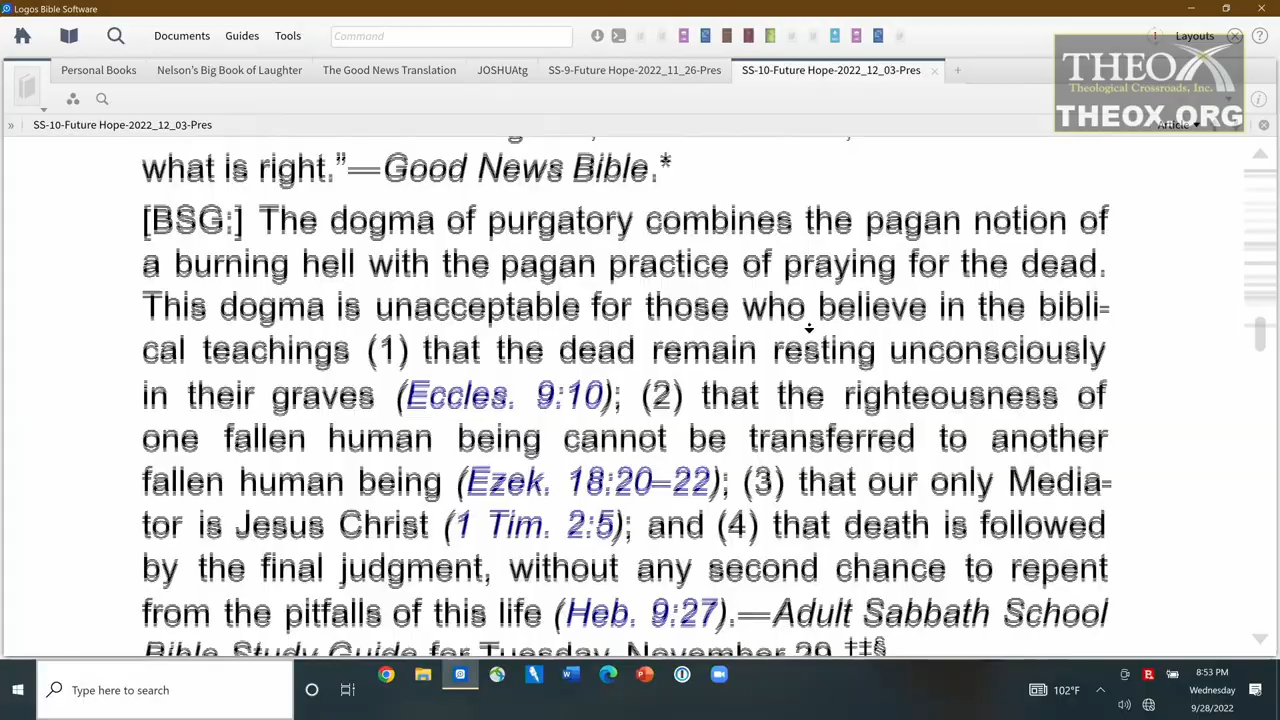 Logos Bible Software
Documents Guides Tools Command Layouts
THEOX
Theological Crossroads, Inc.
THEOX.ORG
Personal Books Nelson's Big Book of Laughter The Good News Translation JOSHUAtg SS-9-Future Hope-2022_11_26-Pres SS-10-Future Hope-2022_12_03-Pres
SS-10-Future Hope-2022_12_03-Pres Article
what is right.”—Good News Bible.*
[BSG:] The dogma of purgatory combines the pagan notion of
a burning hell with the pagan practice of praying for the dead.
This dogma is unacceptable for those who believe in the bibli-
cal teachings (1) that the dead remain resting unconsciously
in their graves (Eccles. 9:10); (2) that the righteousness of
one fallen human being cannot be transferred to another
fallen human being (Ezek. 18:20–22); (3) that our only Media-
tor is Jesus Christ (1 Tim. 2:5); and (4) that death is followed
by the final judgment, without any second chance to repent
from the pitfalls of this life (Heb. 9:27).—Adult Sabbath School
Bible Study Guide for Tuesday, November 29.†‡§
Type here to search
102°F
8:53 PM
Wednesday
9/28/2022